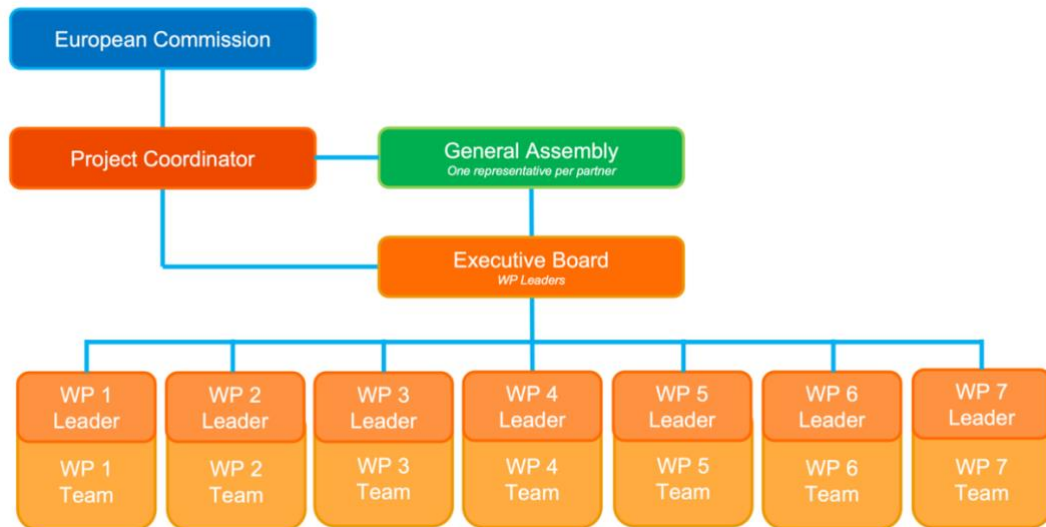 European Commission
Project Coordinator
General Assembly
One representative per partner
Executive Board
WP Leaders
WP 1
Leader
WP 2
Leader
WP 3
Leader
WP 4
Leader
WP 5
Leader
WP 6
Leader
WP 7
Leader
WP 1
Team
WP 2
Team
WP 3
Team
WP 4
Team
WP 5
Team
WP 6
Team
WP 7
Team